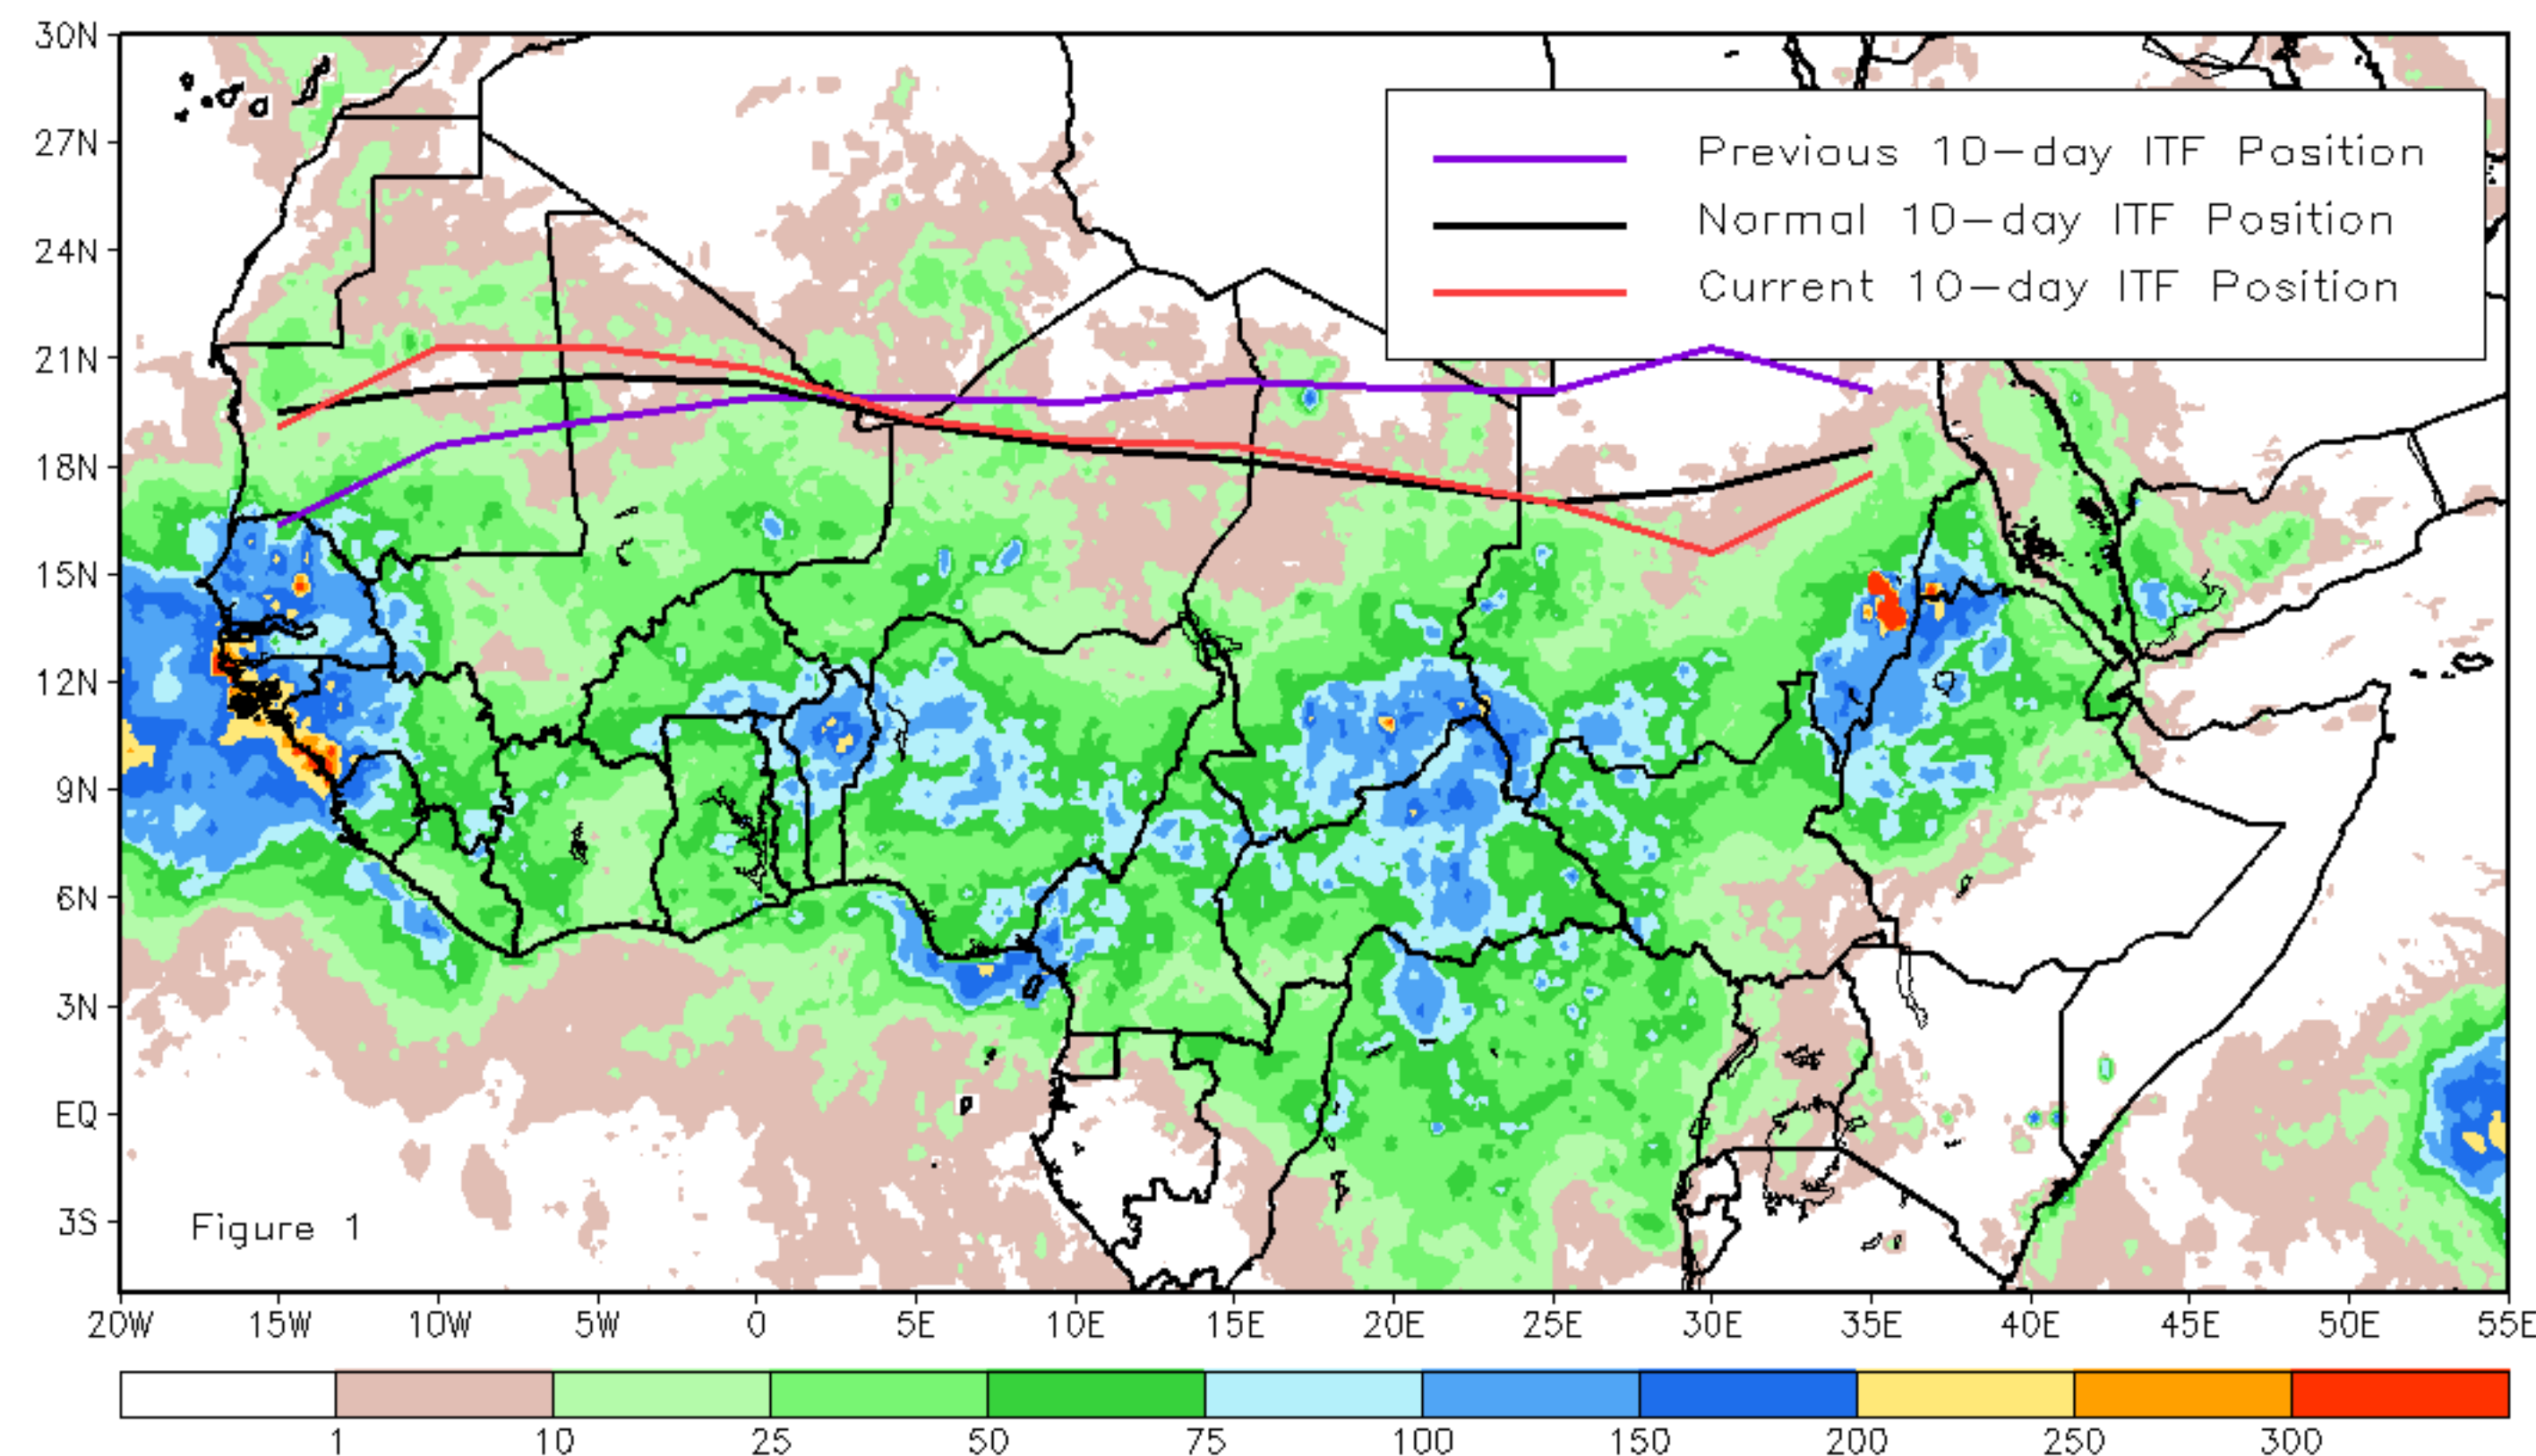 30N
27N
24N
21N
18N
15N
12N
9N
6N
3N
EQ
3S
Previous 10-day ITF Position
Normal 10-day ITF Position
Current 10-day ITF Position
Figure 1
20W 15W 10W 5W 0 5E 10E 15E 20E 25E 30E 35E 40E 45E 50E 55E
1 10 25 50 75 100 150 200 250 300